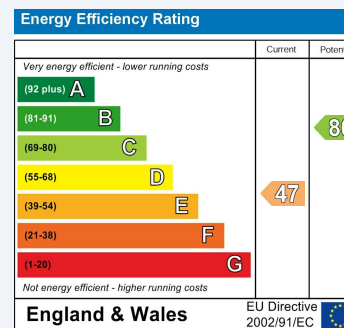 Energy Efficiency Rating
Current
Very energy efficient - lower running costs
(92 plus) A
(81-91) B
(69-80) C
(55-68) D
(39-54) E
(21-38) F
(1-20) G
47
Not energy efficient - higher running costs
England & Wales
EU Directive
2002/91/EC